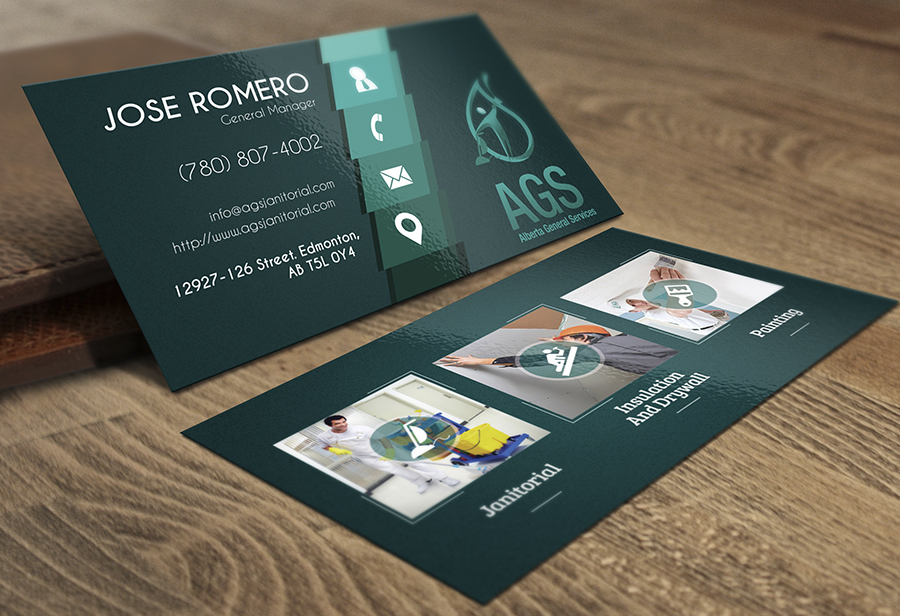 JOSE ROMERO
General Manager
(780) 807-4002
info@agsjanitorial.com
http://www.agsjanitorial.com
12927-126 Street. Edmonton,
AB T5L 0Y4
AGS
Alberta General Services
Janitorial
Insulation
And Drywall
Painting